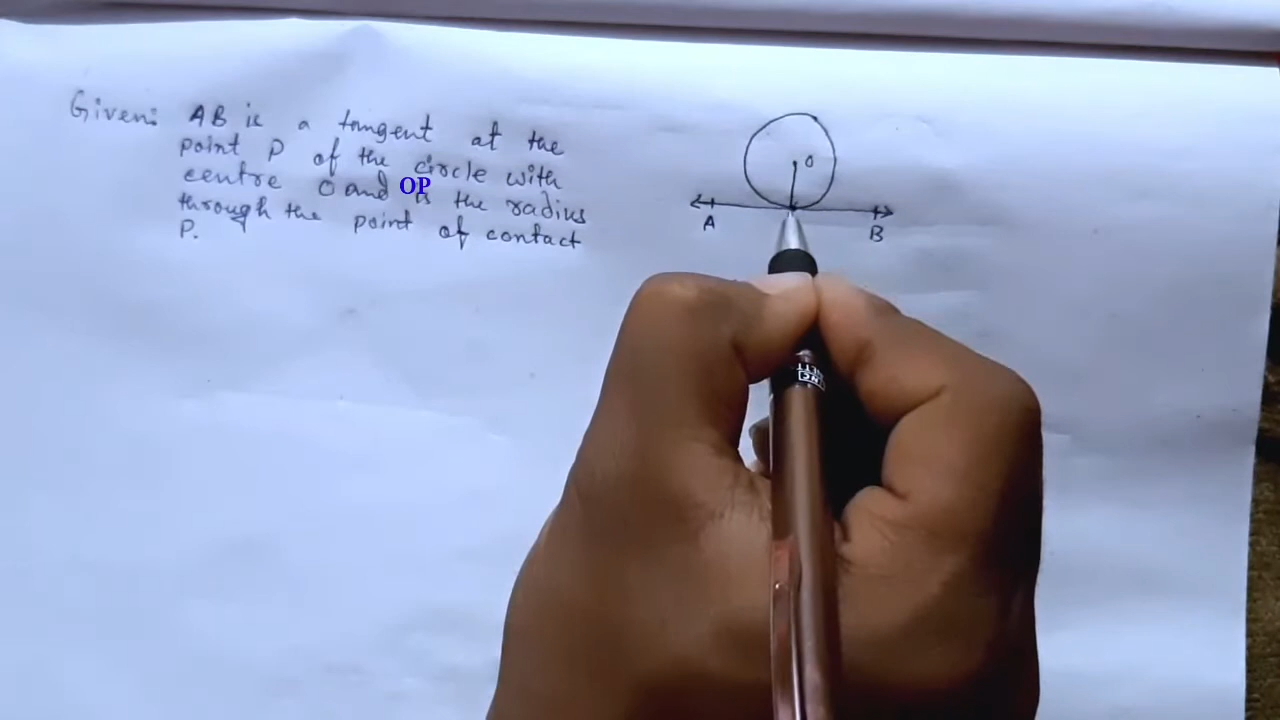 Given: AB is a tangent at the
point P of the circle with
centre O and OP is the radius
through the point of contact
P.
O
A
B